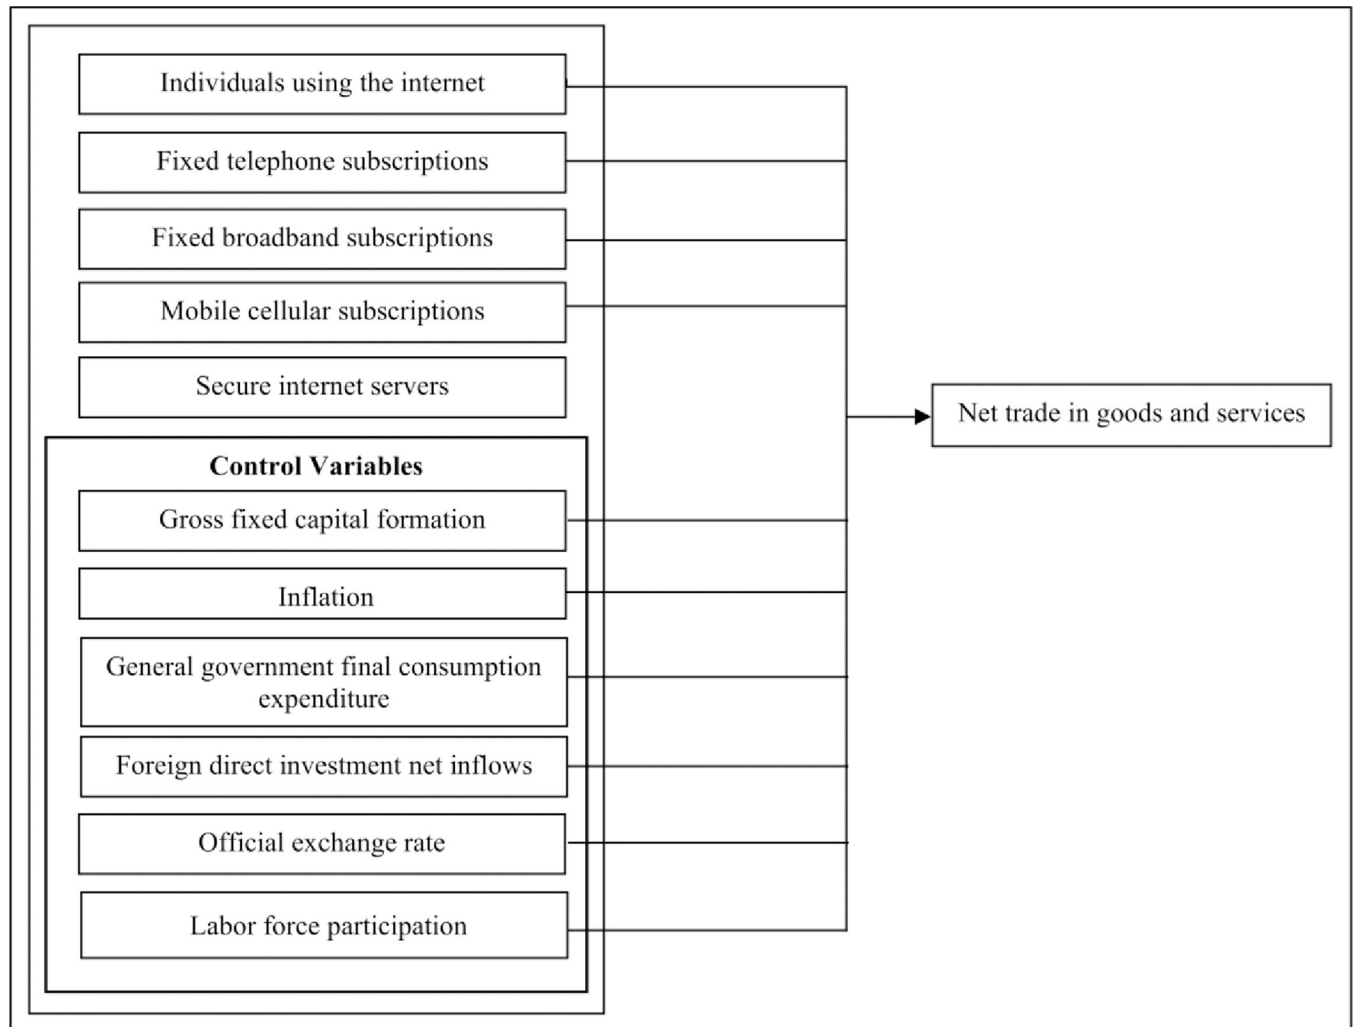 Individuals using the internet
Fixed telephone subscriptions
Fixed broadband subscriptions
Mobile cellular subscriptions
Secure internet servers
Net trade in goods and services
Control Variables
Gross fixed capital formation
Inflation
General government final consumption
expenditure
Foreign direct investment net inflows
Official exchange rate
Labor force participation